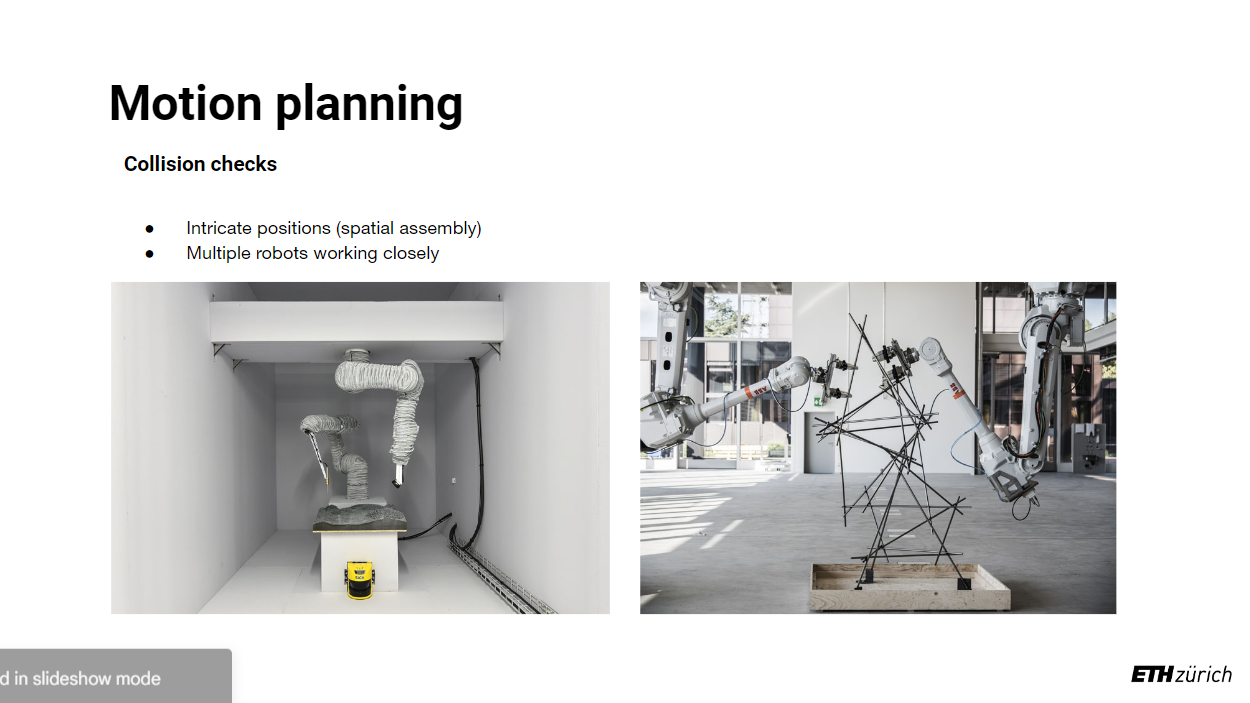 Motion planning
Collision checks
● Intricate positions (spatial assembly)
● Multiple robots working closely
d in slideshow mode
ETH zürich